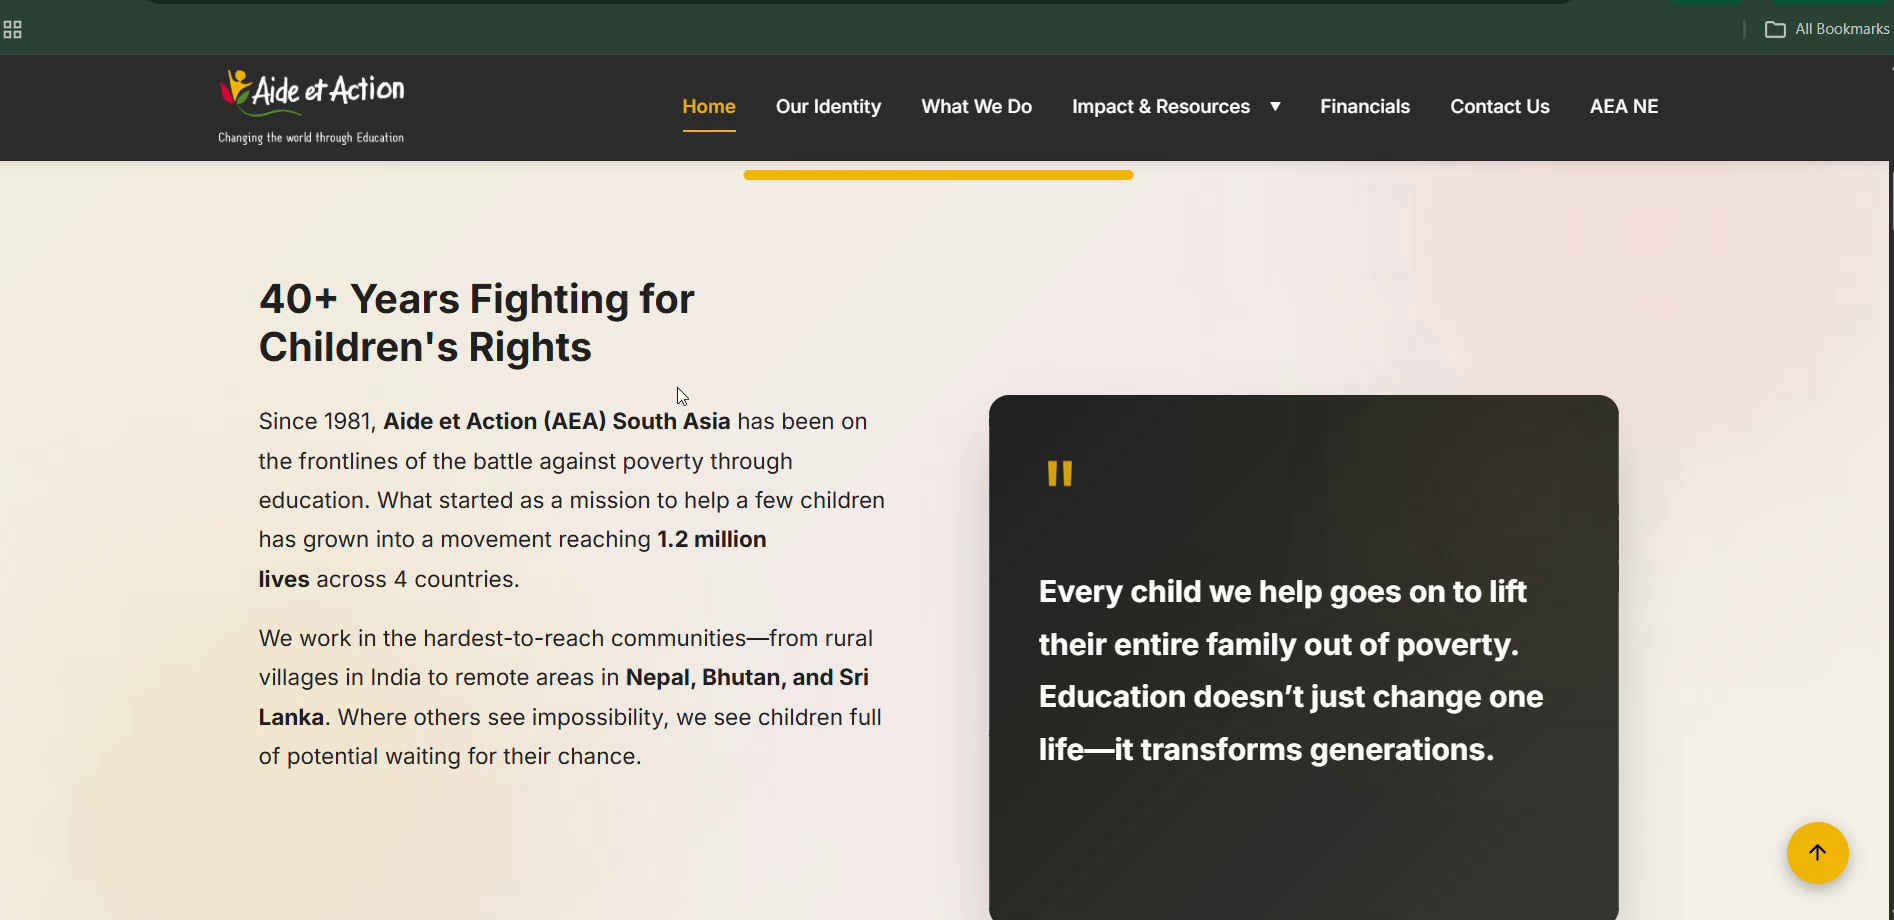 All Bookmarks
Aide et Action
Changing the world through Education
Home
Our Identity
What We Do
Impact & Resources ▼
Financials
Contact Us
AEA NE
40+ Years Fighting for
Children's Rights
Since 1981, Aide et Action (AEA) South Asia has been on
the frontlines of the battle against poverty through
education. What started as a mission to help a few children
has grown into a movement reaching 1.2 million
lives across 4 countries.
We work in the hardest-to-reach communities—from rural
villages in India to remote areas in Nepal, Bhutan, and Sri
Lanka. Where others see impossibility, we see children full
of potential waiting for their chance.
"
Every child we help goes on to lift
their entire family out of poverty.
Education doesn’t just change one
life—it transforms generations.